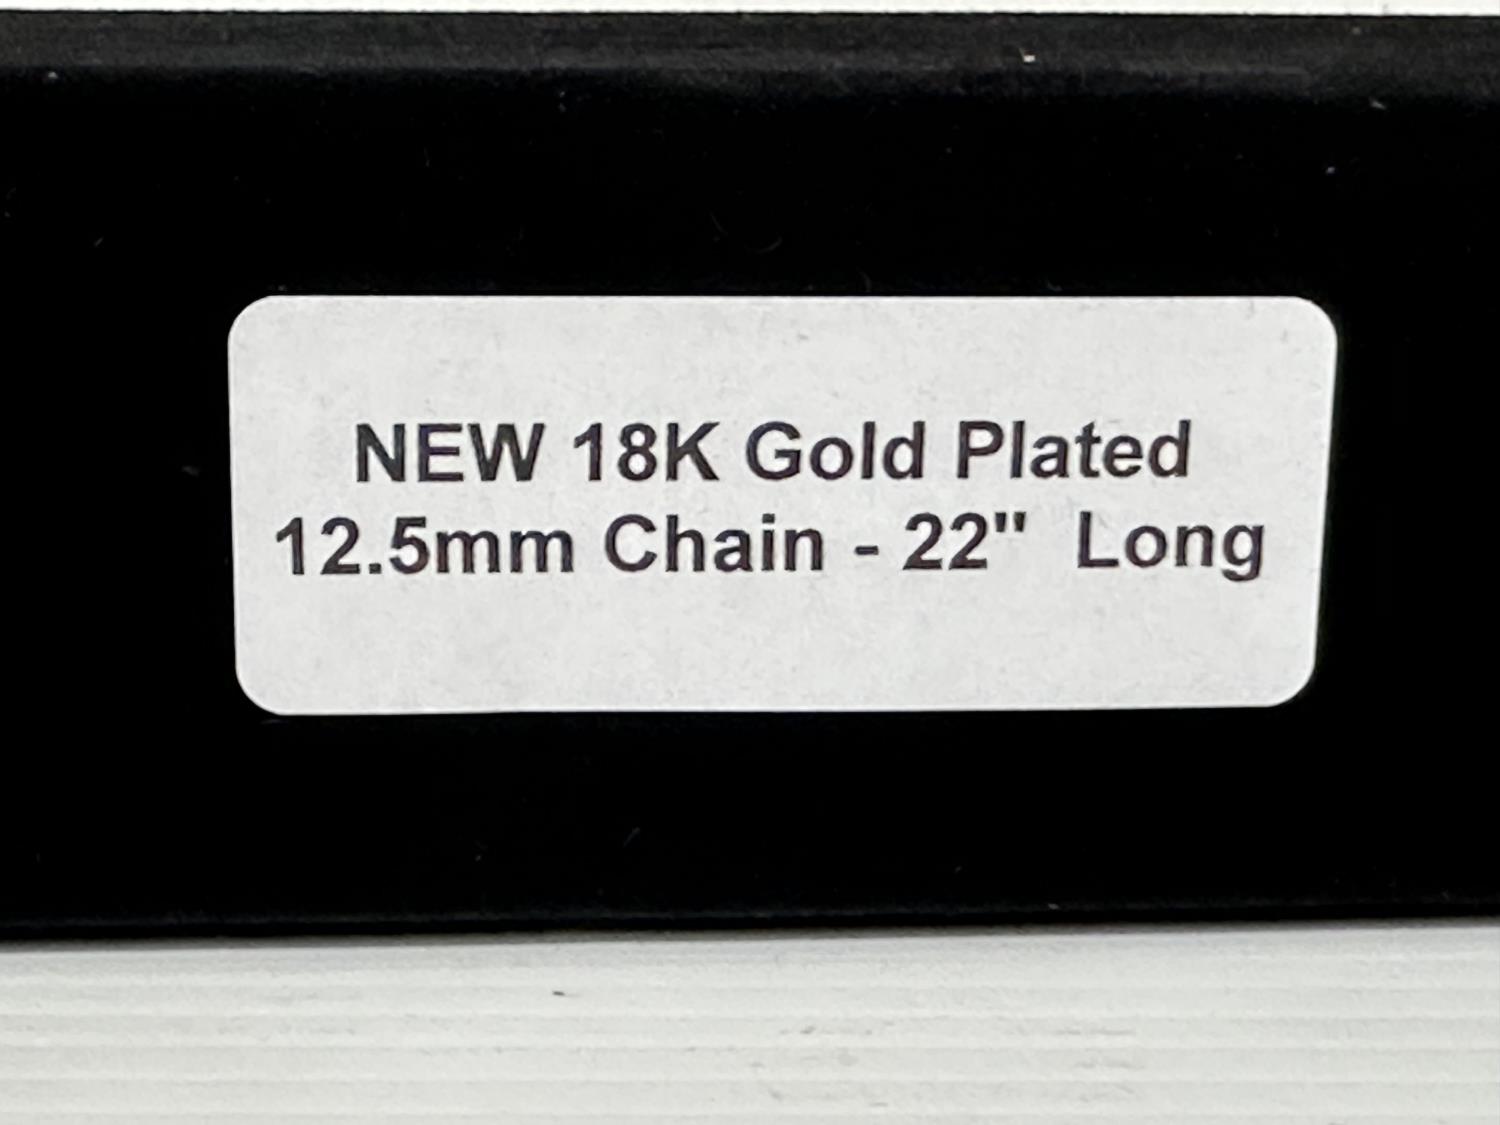 NEW 18K Gold Plated
12.5mm Chain - 22" Long